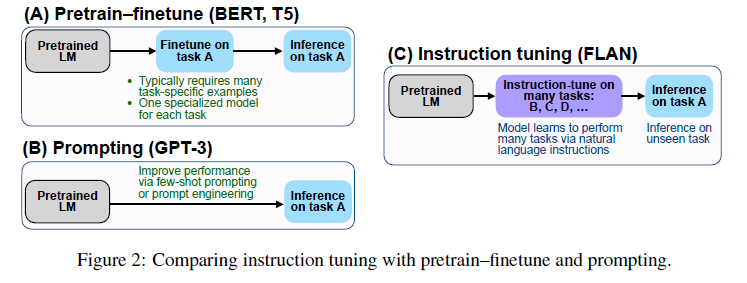 (A) Pretrain–finetune (BERT, T5)
Pretrained
LM
Finetune on
task A
Inference
on task A
• Typically requires many
task-specific examples
• One specialized model
for each task
(B) Prompting (GPT-3)
Improve performance
via few-shot prompting
or prompt engineering
Pretrained
LM
Inference
on task A
(C) Instruction tuning (FLAN)
Pretrained
LM
Instruction-tune on
many tasks:
B, C, D, ...
Inference
on task A
Model learns to perform
many tasks via natural
language instructions
Inference on
unseen task
Figure 2: Comparing instruction tuning with pretrain–finetune and prompting.